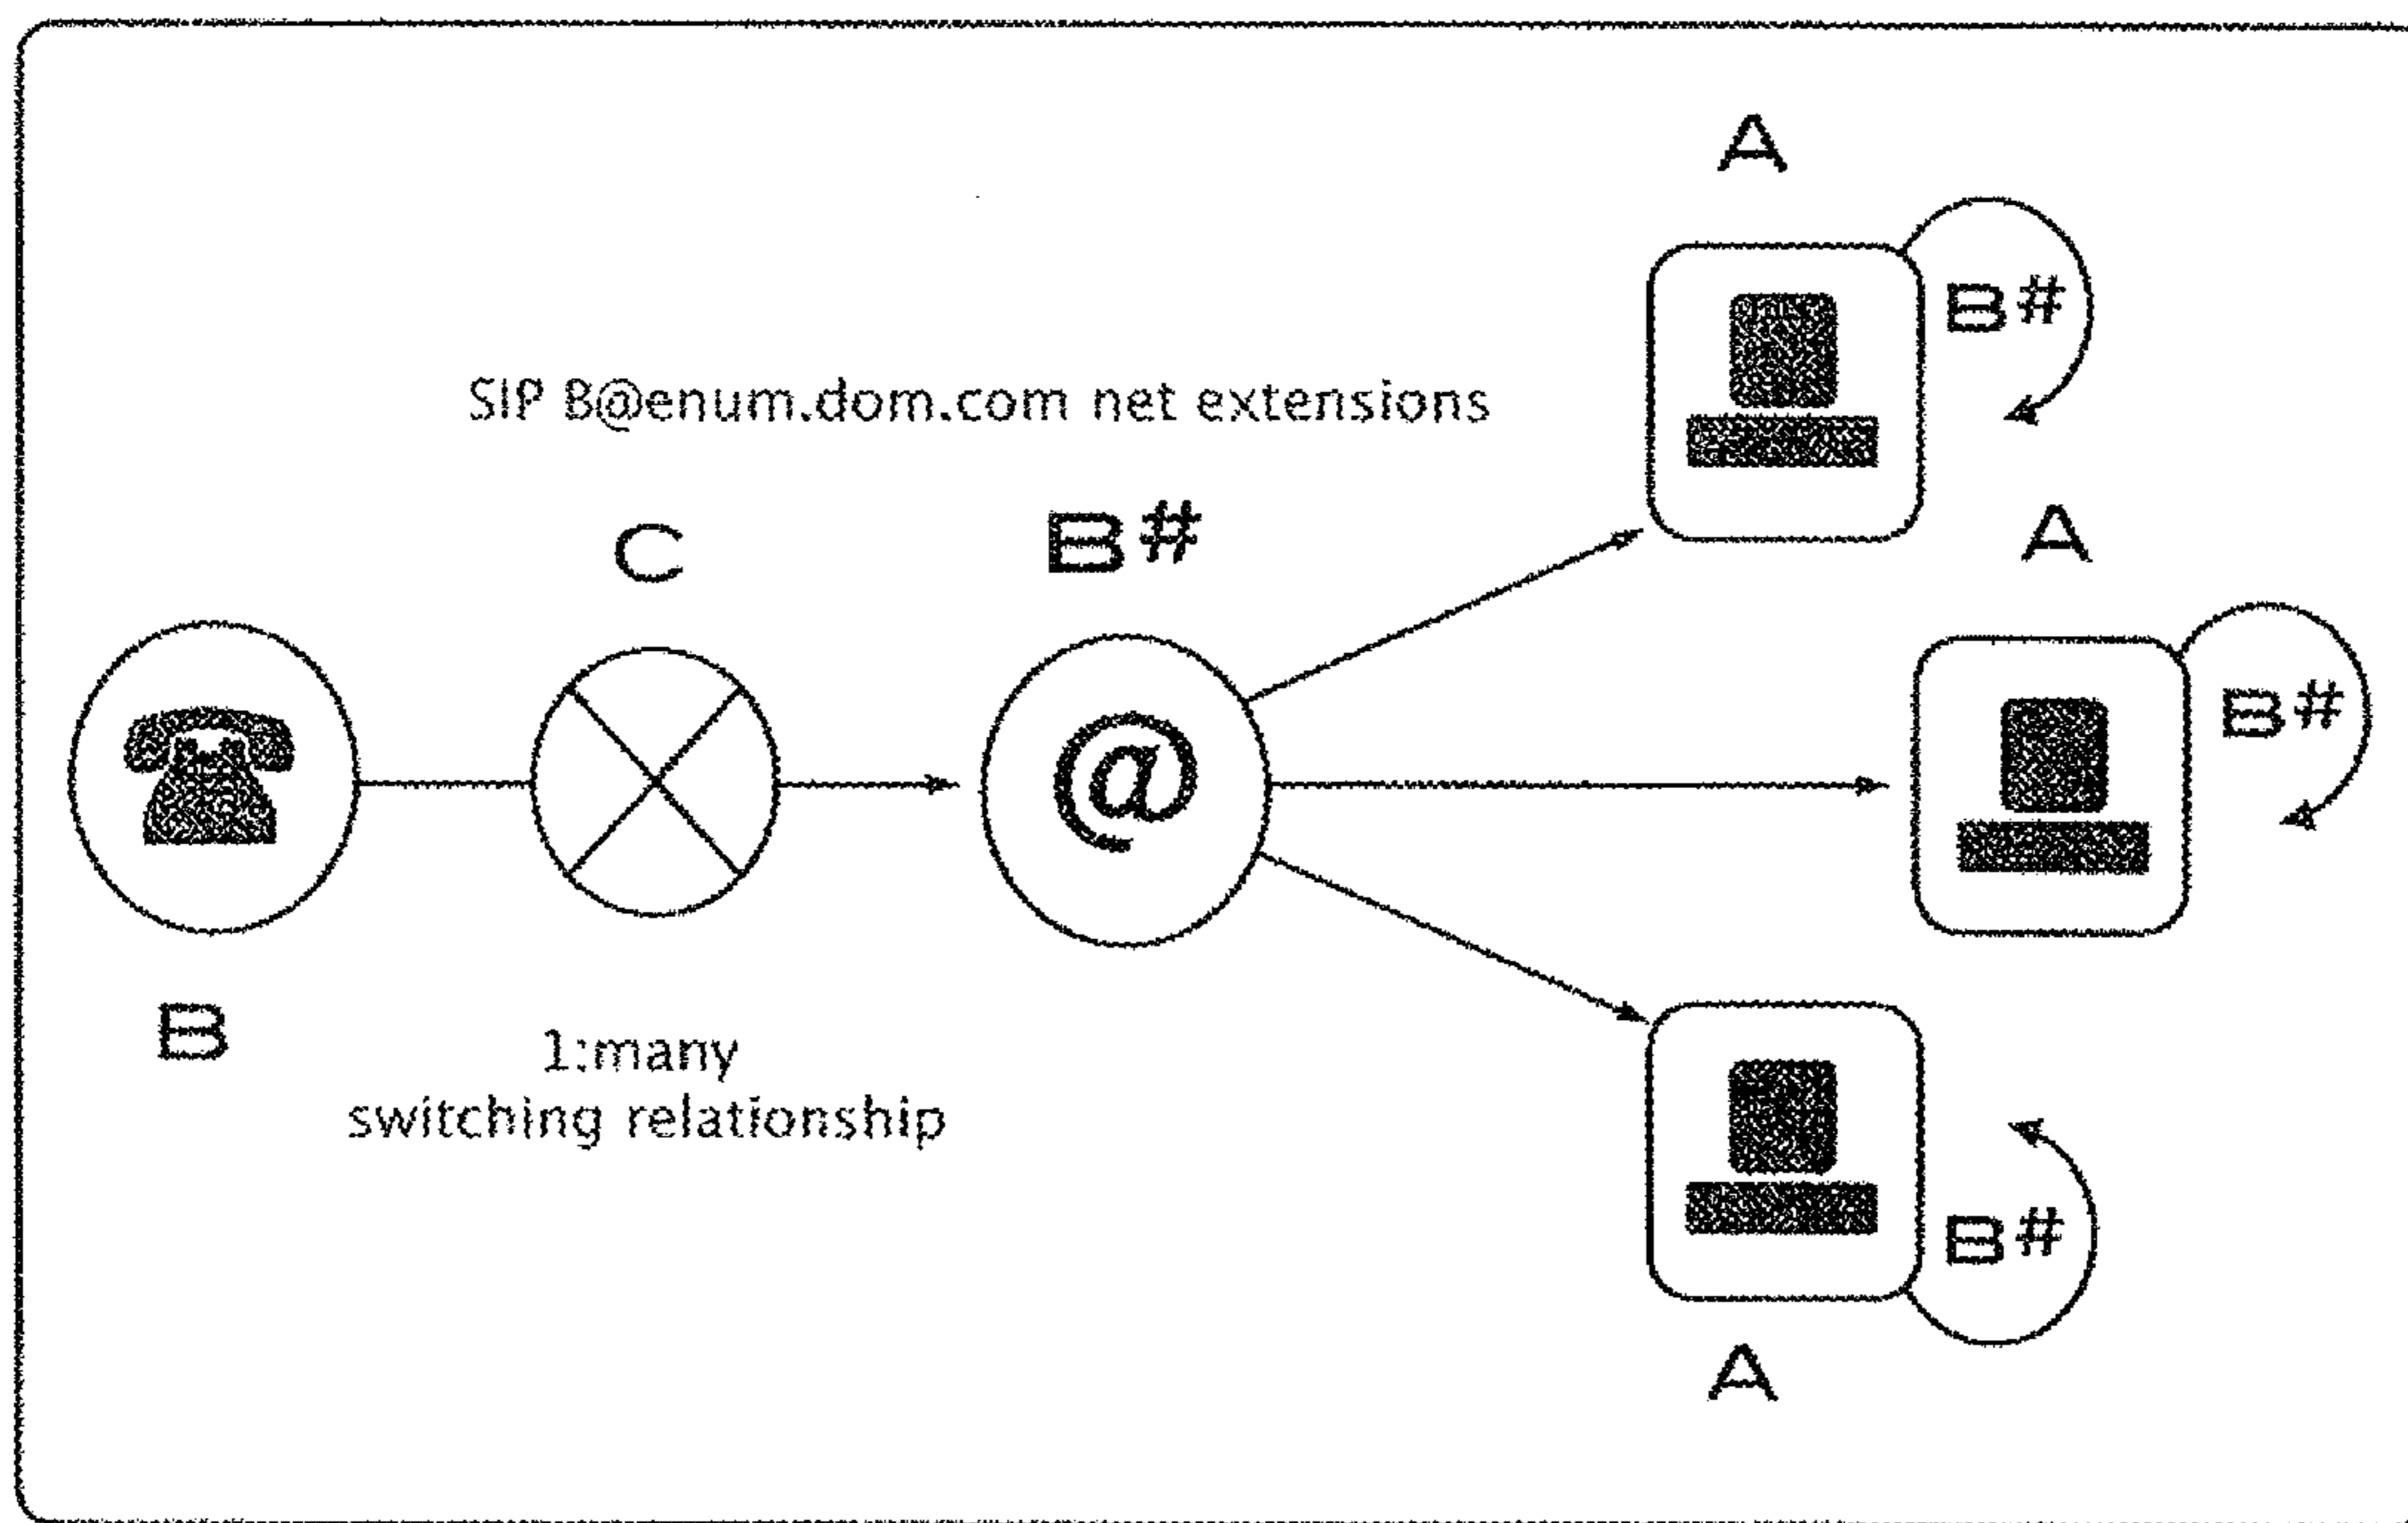 A
B#
SIP B@enum.dom.com net extensions
A
C
B#
B#
@
B
1:many
switching relationship
B#
A